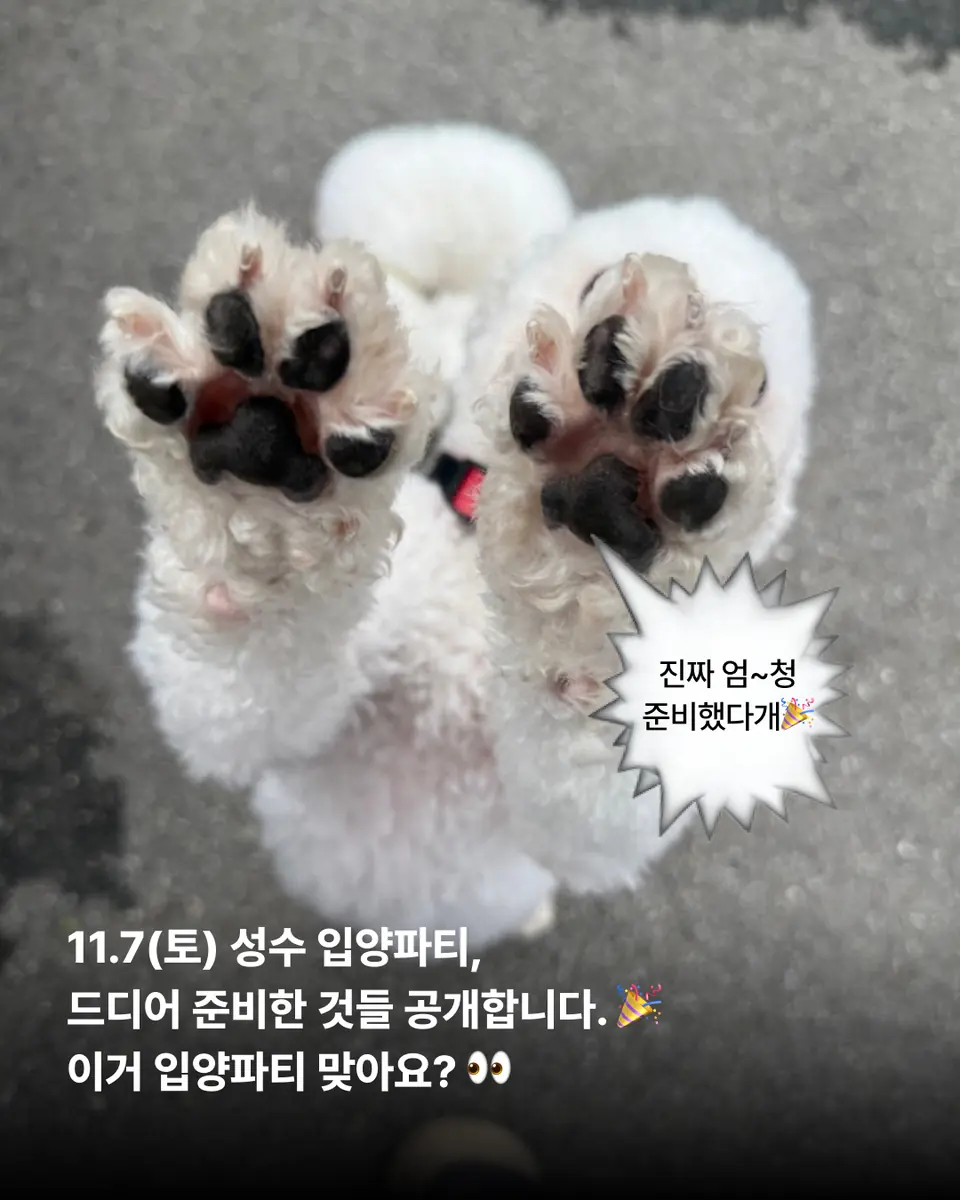 진짜 엄~청
준비했다개🎉
11.7(토) 성수 입양파티,
드디어 준비한 것들 공개합니다.🎉
이거 입양파티 맞아요?👀